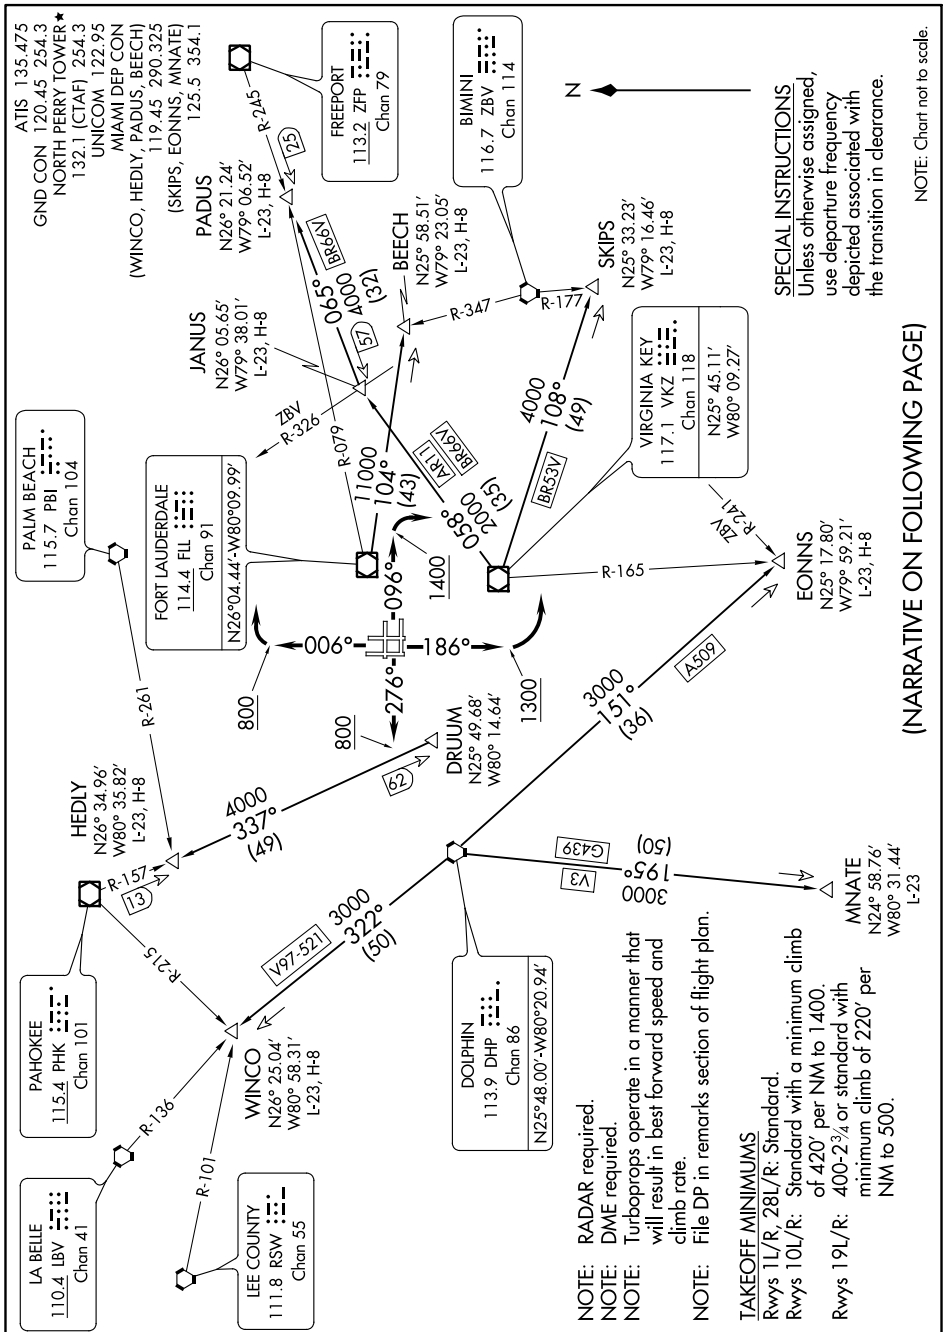 ATIS 135.475
GND CON 120.45 254.3
NORTH PERRY TOWER★
132.1 (CTAF) 254.3
UNICOM 122.95
MIAMI DEP CON
(WINCO, HEDLY, PADUS, BEECH)
119.45 290.325
(SKIPS, EONNS, MNATE)
125.5 354.1
LA BELLE
110.4 LBV
Chan 41
PAHOKEE
115.4 PHK
Chan 101
LEE COUNTY
111.8 RSW
Chan 55
PALM BEACH
115.7 PBI
Chan 104
FORT LAUDERDALE
114.4 FLL
Chan 91
N26°04.44'-W80°09.99'
FREEPORT
113.2 ZFP
Chan 79
BIMINI
116.7 ZBV
Chan 114
VIRGINIA KEY
117.1 VKZ
Chan 118
N25° 45.11'
W80° 09.27'
DOLPHIN
113.9 DHP
Chan 86
N25°48.00'-W80°20.94'
HEDLY
N26° 34.96'
W80° 35.82'
L-23, H-8
WINCO
N26° 25.04'
W80° 58.31'
L-23, H-8
JANUS
N26° 05.65'
W79° 38.01'
L-23, H-8
PADUS
N26° 21.24'
W79° 06.52'
L-23, H-8
BEECH
N25° 58.51'
W79° 23.05'
L-23, H-8
SKIPS
N25° 33.23'
W79° 16.46'
L-23, H-8
DRUUM
N25° 49.68'
W80° 14.64'
EONNS
N25° 17.80'
W79° 59.21'
L-23, H-8
MNATE
N24° 58.76'
W80° 31.44'
L-23
R-136
R-101
R-215
R-157
13
R-261
R-245
25
R-079
ZBV
R-326
R-347
R-177
R-165
ZBV
R-241
4000
337°
(49)
62
V97-521
3000
322°
(50)
V3
G439
3000
195°
(50)
3000
151°
(36)
A509
11000
104°
(43)
AR11
BR66V
058°
2000
(35)
57
BR66V
065°
4000
(32)
BR53V
4000
108°
(49)
006°
800
276°
800
096°
1400
186°
1300
N
NOTE: RADAR required.
NOTE: DME required.
NOTE: Turboprops operate in a manner that
will result in best forward speed and
climb rate.
NOTE: File DP in remarks section of flight plan.
TAKEOFF MINIMUMS
Rwys 1L/R, 28L/R: Standard.
Rwys 10L/R: Standard with a minimum climb
of 420' per NM to 1400.
Rwys 19L/R: 400-2¾ or standard with
minimum climb of 220' per
NM to 500.
SPECIAL INSTRUCTIONS
Unless otherwise assigned,
use departure frequency
depicted associated with
the transition in clearance.
(NARRATIVE ON FOLLOWING PAGE)
NOTE: Chart not to scale.